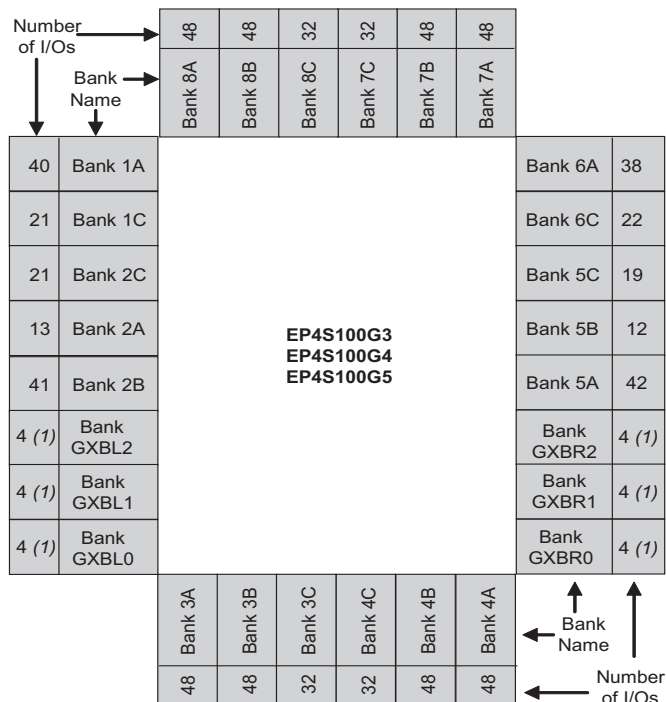 Number
of I/Os
48 48 32 32 48 48
Bank
Name
Bank 8A Bank 8B Bank 8C Bank 7C Bank 7B Bank 7A
40 Bank 1A
21 Bank 1C
21 Bank 2C
13 Bank 2A
41 Bank 2B
4 (1) Bank
GXBL2
4 (1) Bank
GXBL1
4 (1) Bank
GXBL0
EP4S100G3
EP4S100G4
EP4S100G5
Bank 6A 38
Bank 6C 22
Bank 5C 19
Bank 5B 12
Bank 5A 42
Bank
GXBR2 4 (1)
Bank
GXBR1 4 (1)
Bank
GXBR0 4 (1)
Bank 3A Bank 3B Bank 3C Bank 4C Bank 4B Bank 4A
Bank
Name
48 48 32 32 48 48
Number
of I/Os